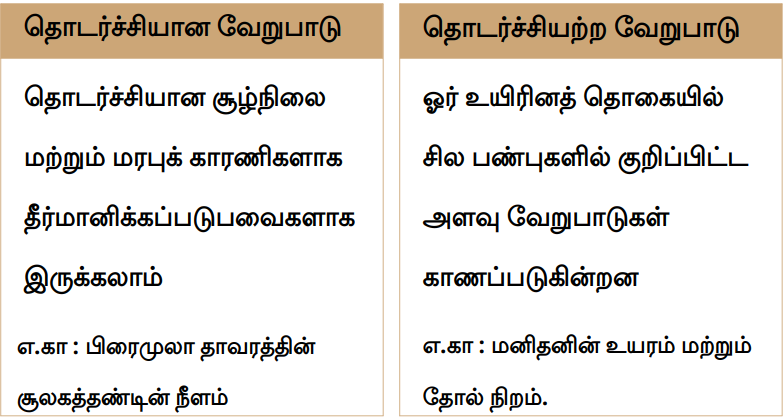 தொடர்ச்சியான வேறுபாடு
தொடர்ச்சியான சூழ்நிலை
மற்றும் மரபுக் காரணிகளாக
தீர்மானிக்கப்படுபவைகளாக
இருக்கலாம்
எ.கா : பிரைமுலா தாவரத்தின்
சூலகத்தண்டின் நீளம்
தொடர்ச்சியற்ற வேறுபாடு
ஓர் உயிரினத் தொகையில்
சில பண்புகளில் குறிப்பிட்ட
அளவு வேறுபாடுகள்
காணப்படுகின்றன
எ.கா : மனிதனின் உயரம் மற்றும்
தோல் நிறம்.